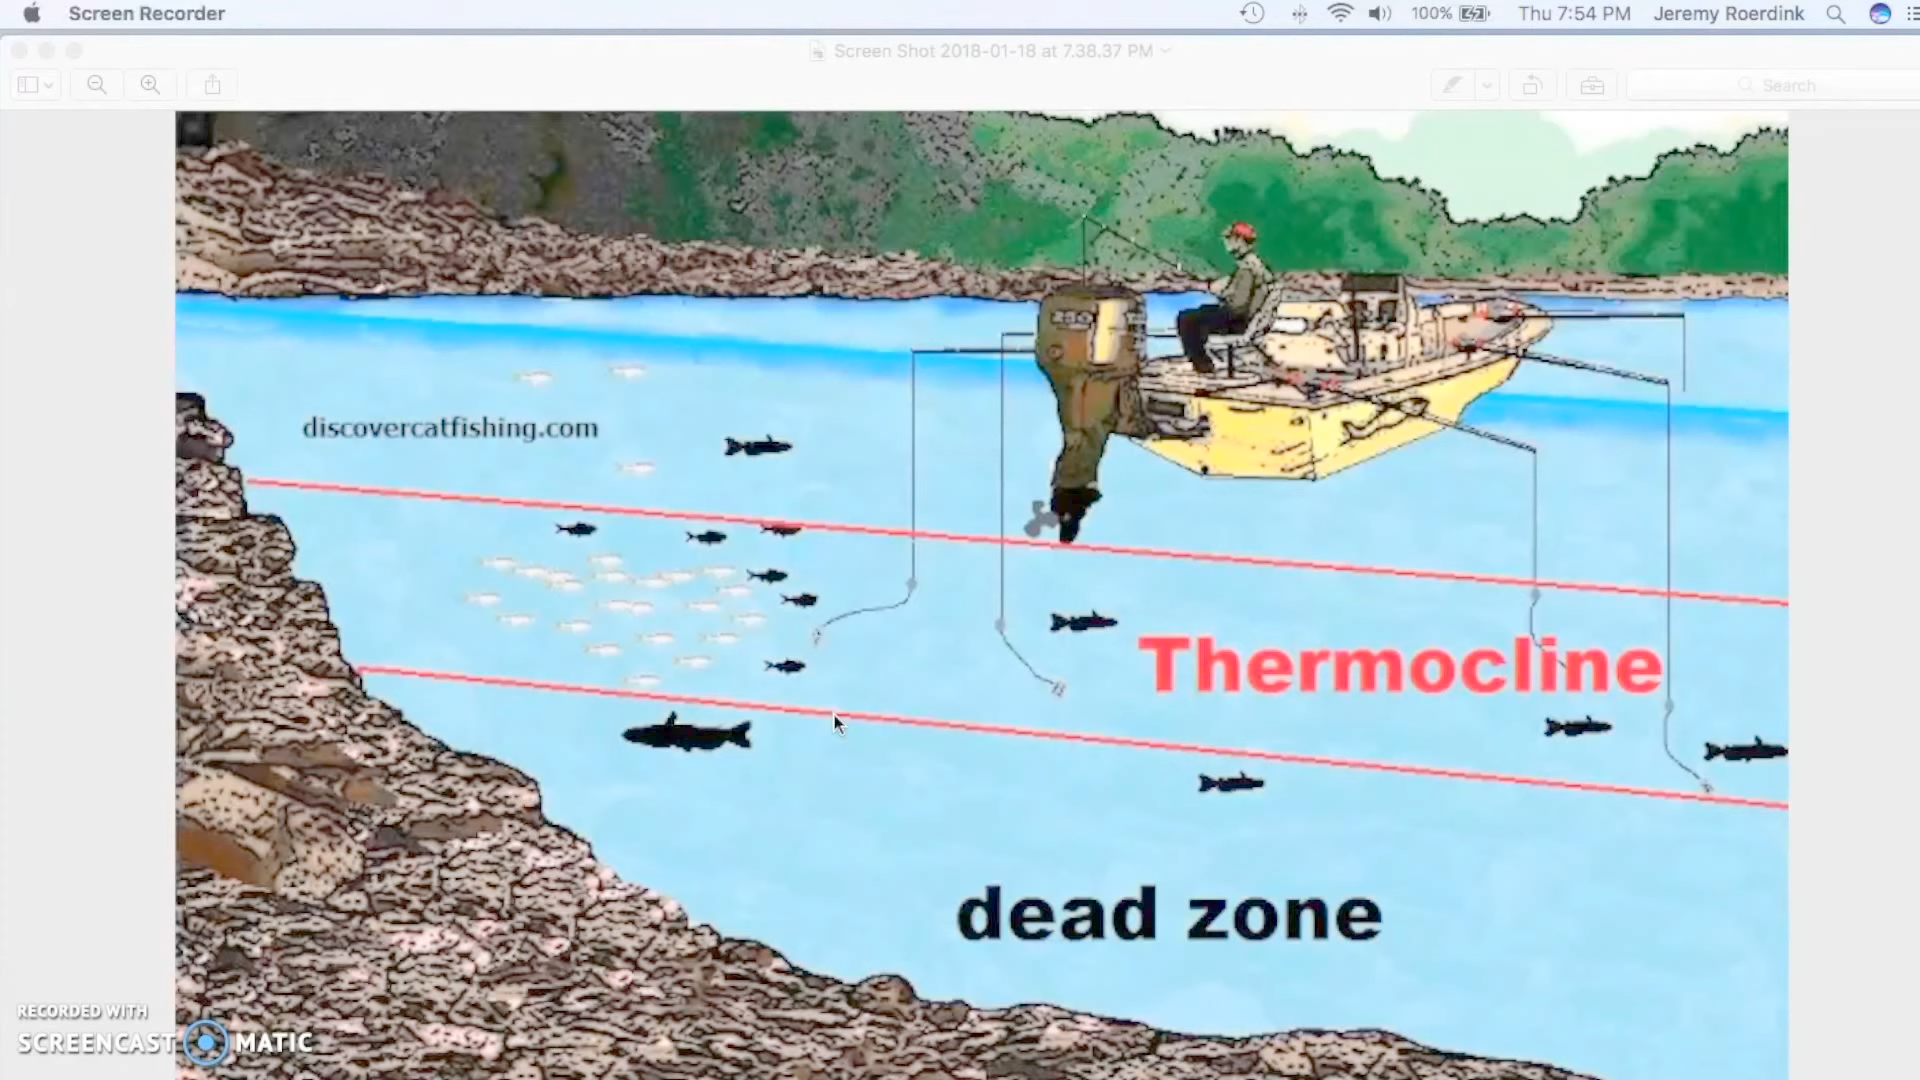 Screen Recorder
100%
Thu 7:54 PM
Jeremy Roerdink
Screen Shot 2018-01-18 at 7.38.37 PM
Search
250
discovercatfishing.com
Thermocline
dead zone
RECORDED WITH
SCREENCAST MATIC